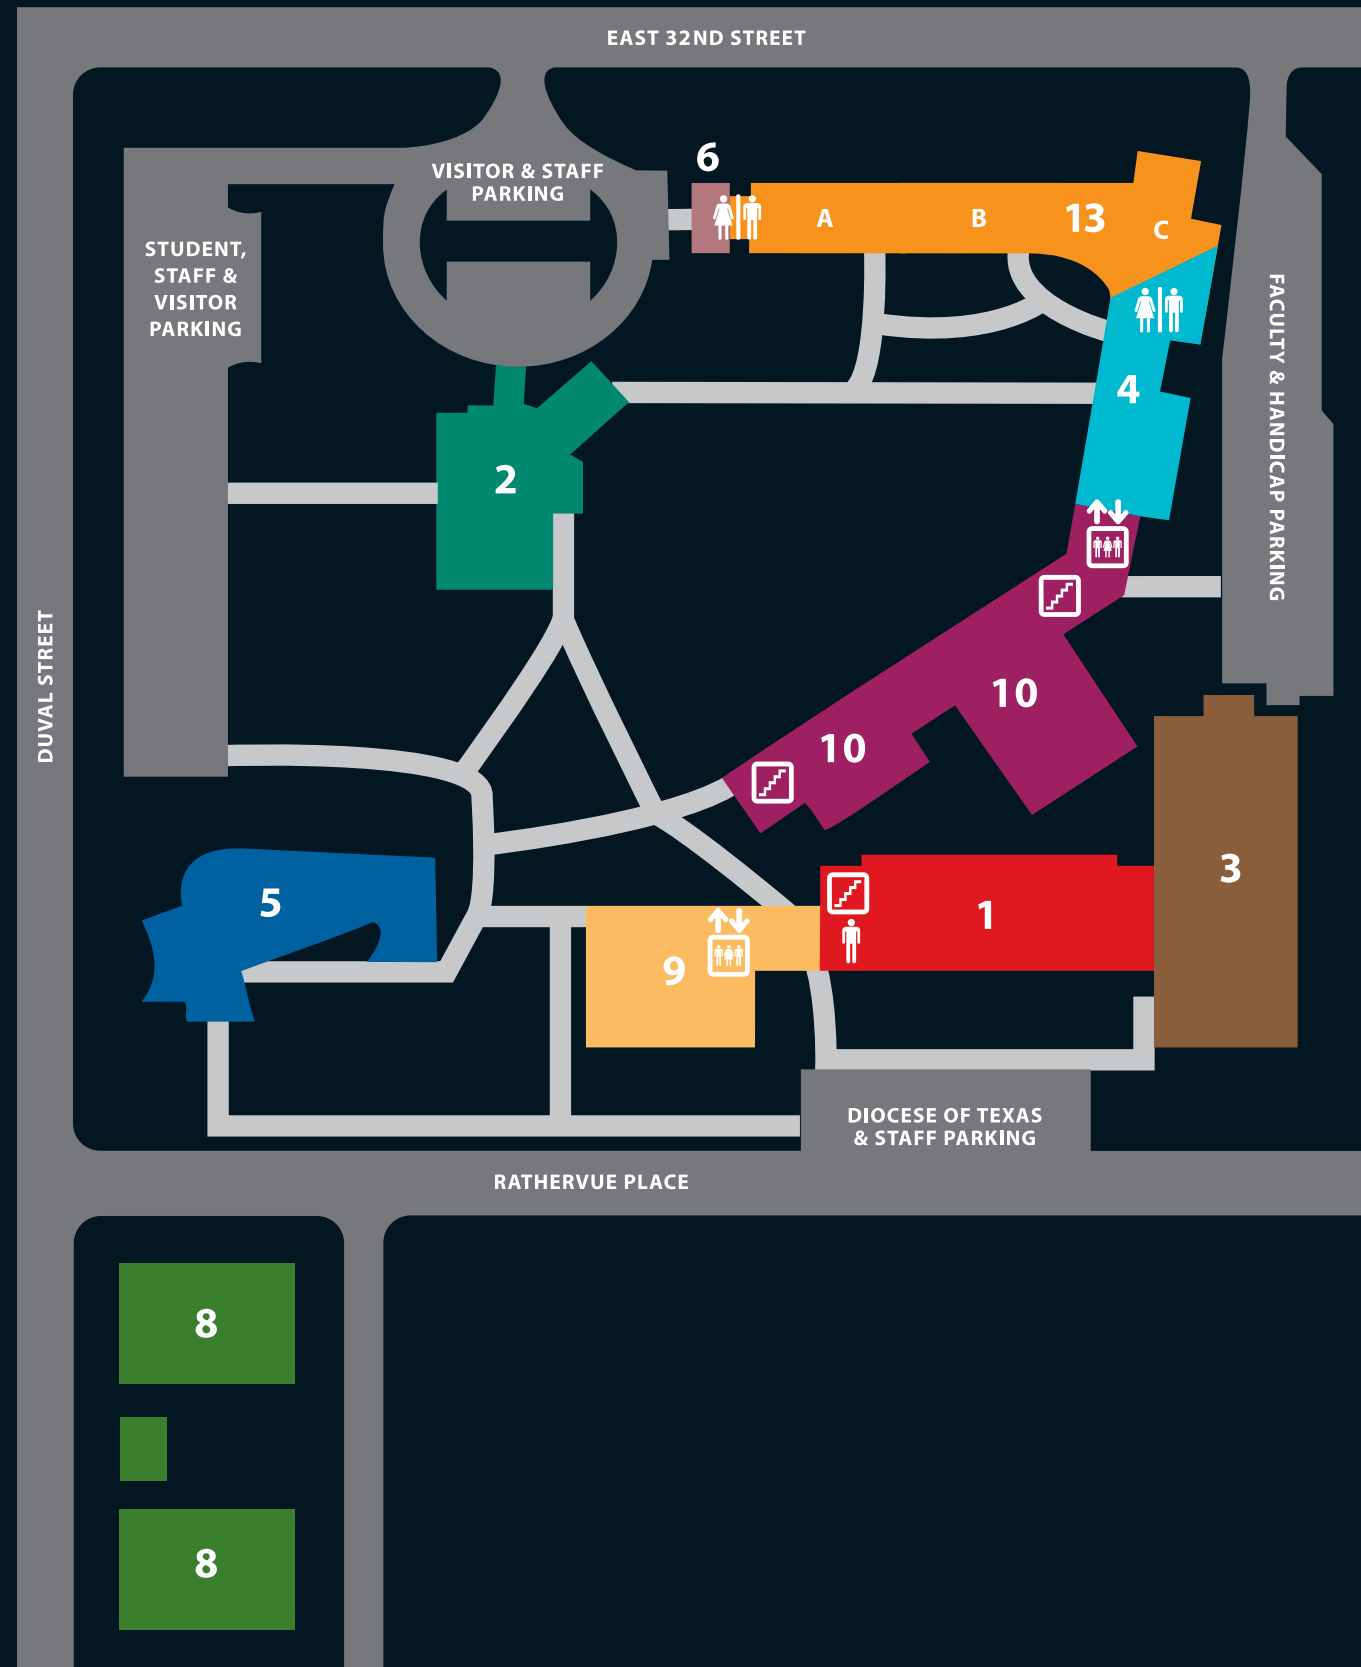 EAST 32ND STREET
6
VISITOR & STAFF
PARKING
A
B
13
C
STUDENT,
STAFF &
VISITOR
PARKING
FACULTY & HANDICAP PARKING
4
2
DUVAL STREET
10
10
3
5
1
9
DIOCESE OF TEXAS
& STAFF PARKING
RATHERVUE PLACE
8
8